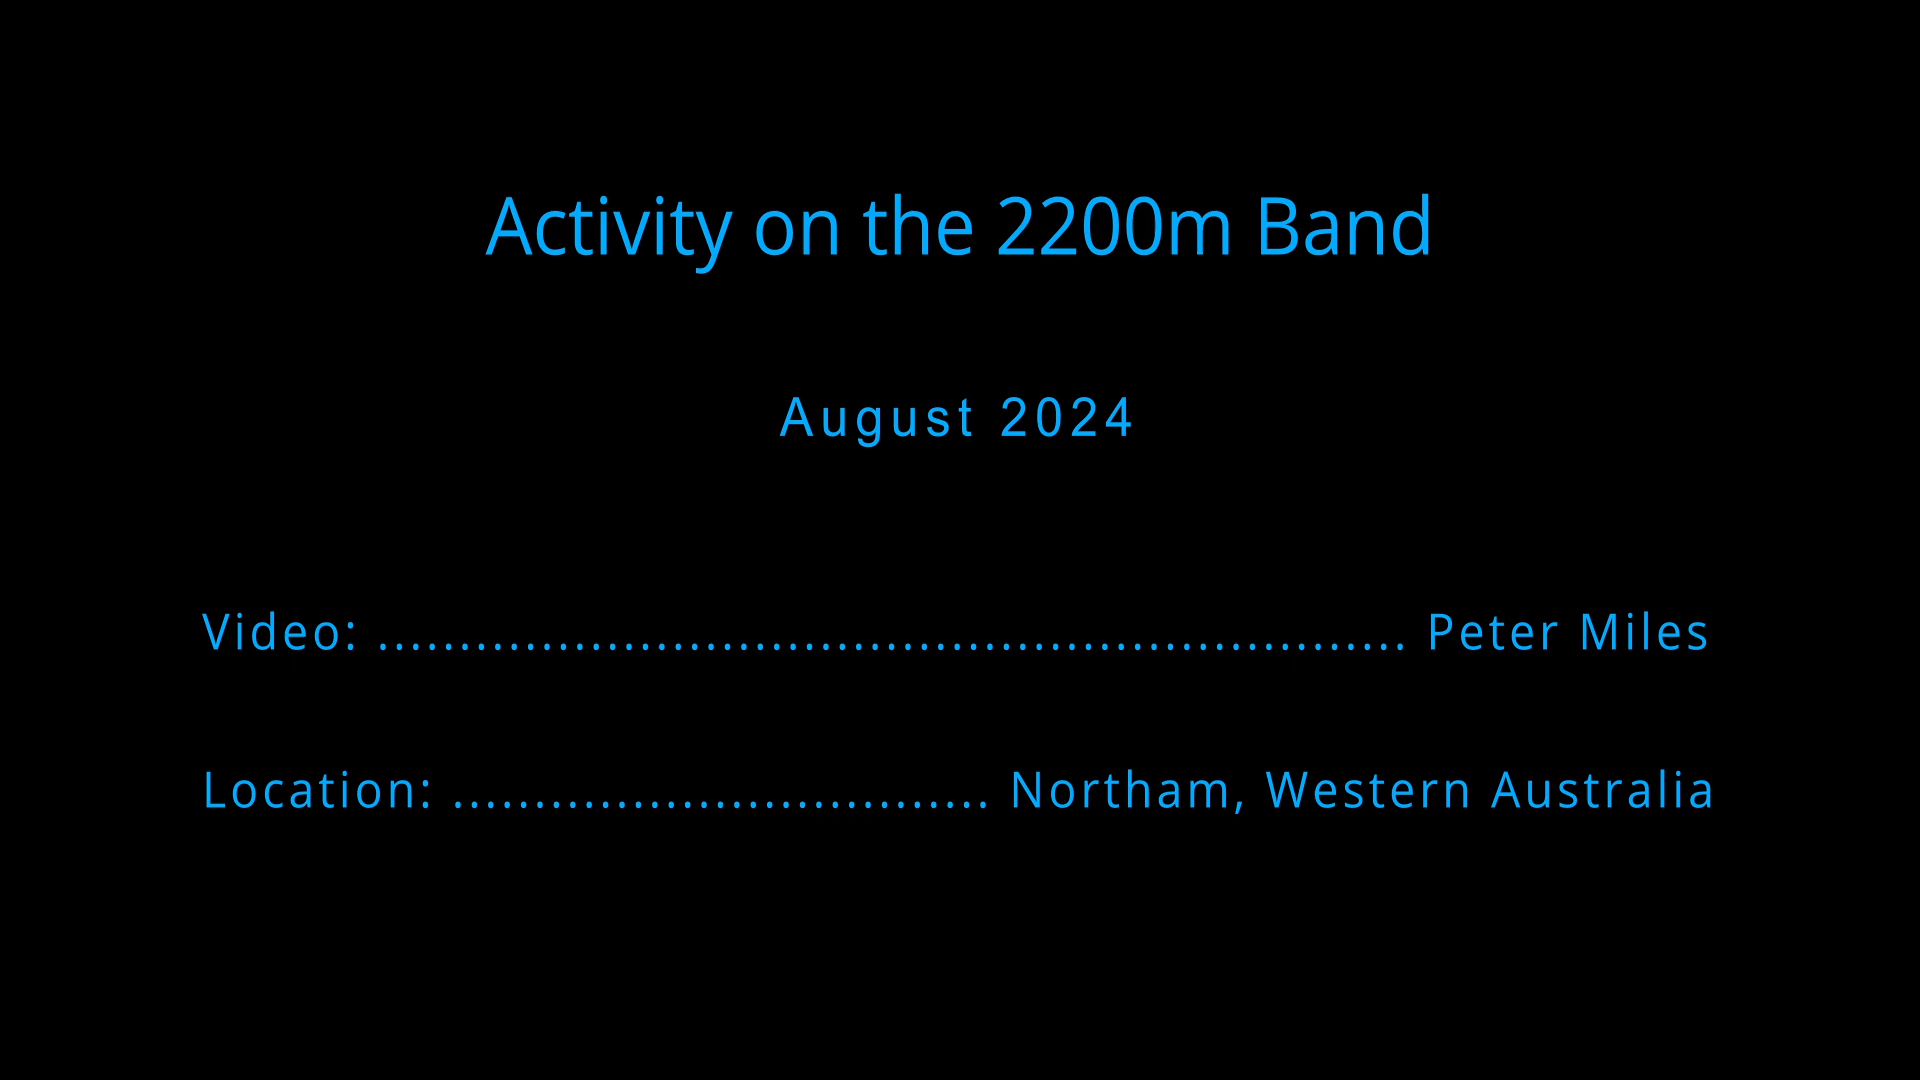 Activity on the 2200m Band
August 2024
Video: ............................................................... Peter Miles
Location: ................................. Northam, Western Australia